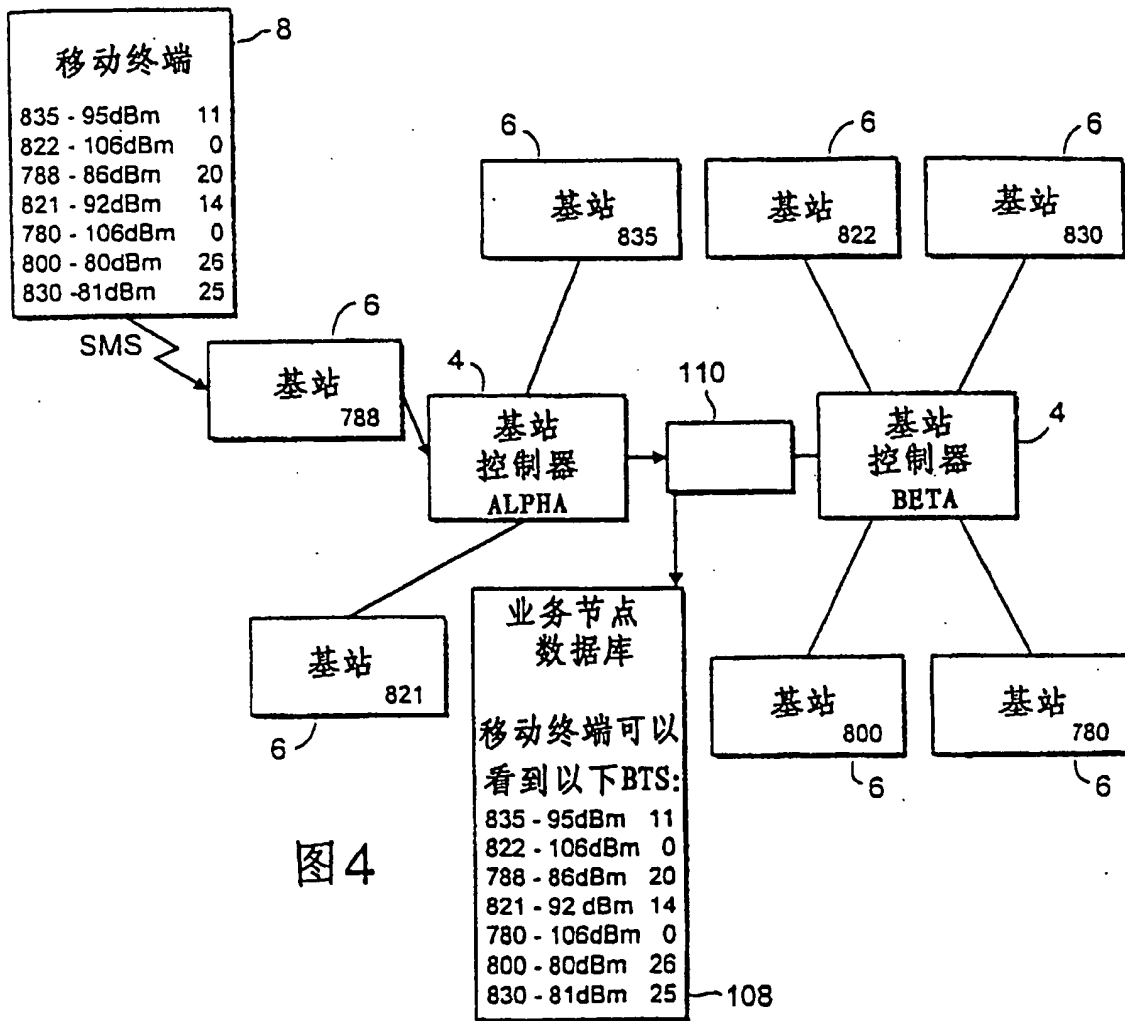 8
移动终端
835 - 95dBm 11
822 - 106dBm 0
788 - 86dBm 20
821 - 92dBm 14
780 - 106dBm 0
800 - 80dBm 26
830 -81dBm 25
SMS
6
基站
788
6
基站
835
6
基站
822
6
基站
830
4
基站
控制器
ALPHA
110
4
基站
控制器
BETA
基站
821
6
业务节点
数据库
移动终端可以
看到以下BTS:
835 - 95dBm 11
822 - 106dBm 0
788 - 86dBm 20
821 - 92 dBm 14
780 - 106dBm 0
800 - 80dBm 26
830 - 81dBm 25
108
基站
800
6
基站
780
6
图4